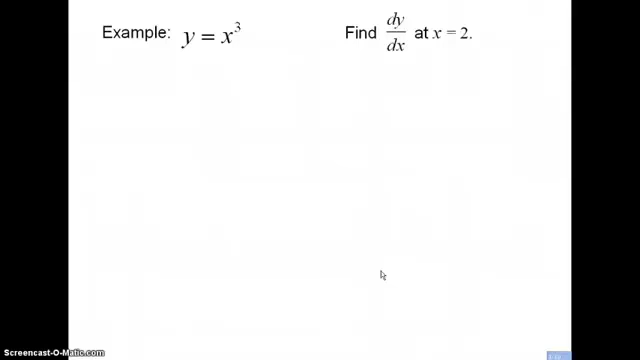 Example: y = x³ Find dy/dx at x = 2.
Screencast-O-Matic.com